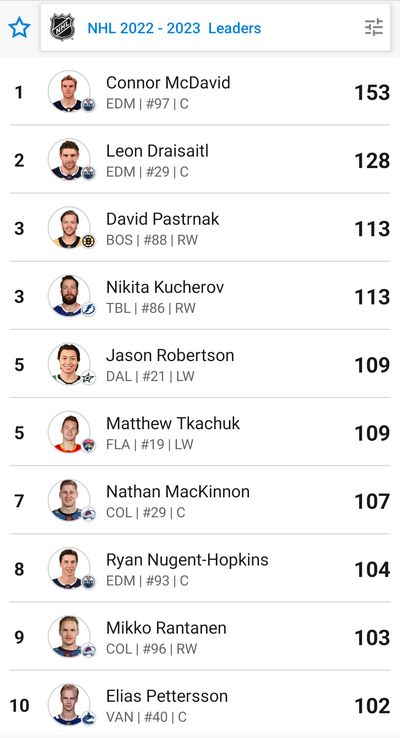 NHL
NHL 2022 - 2023 Leaders
1
Connor McDavid
153
EDM | #97 | C
2
Leon Draisaitl
128
EDM | #29 | C
3
David Pastrnak
113
BOS | #88 | RW
3
Nikita Kucherov
113
TBL | #86 | RW
5
Jason Robertson
109
DAL | #21 | LW
5
Matthew Tkachuk
109
FLA | #19 | LW
7
Nathan MacKinnon
107
COL | #29 | C
8
Ryan Nugent-Hopkins
104
EDM | #93 | C
9
Mikko Rantanen
103
COL | #96 | RW
10
Elias Pettersson
102
VAN | #40 | C